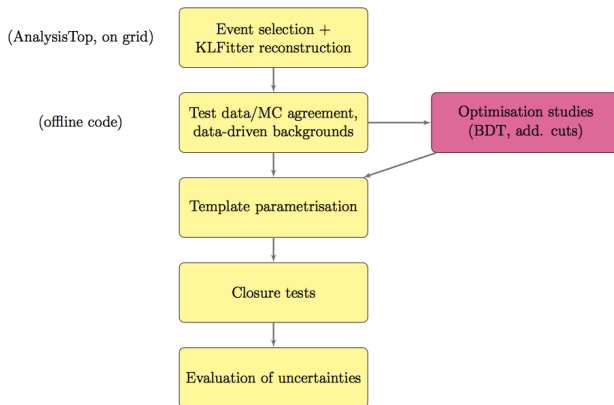 Event selection +
(AnalysisTop, on grid)
KLFitter reconstruction
Test data/MC agreement,
data-driven backgrounds
(offline code)
Optimisation studies
(BDT, add. cuts)
Template parametrisation
Closure tests
Evaluation of uncertainties